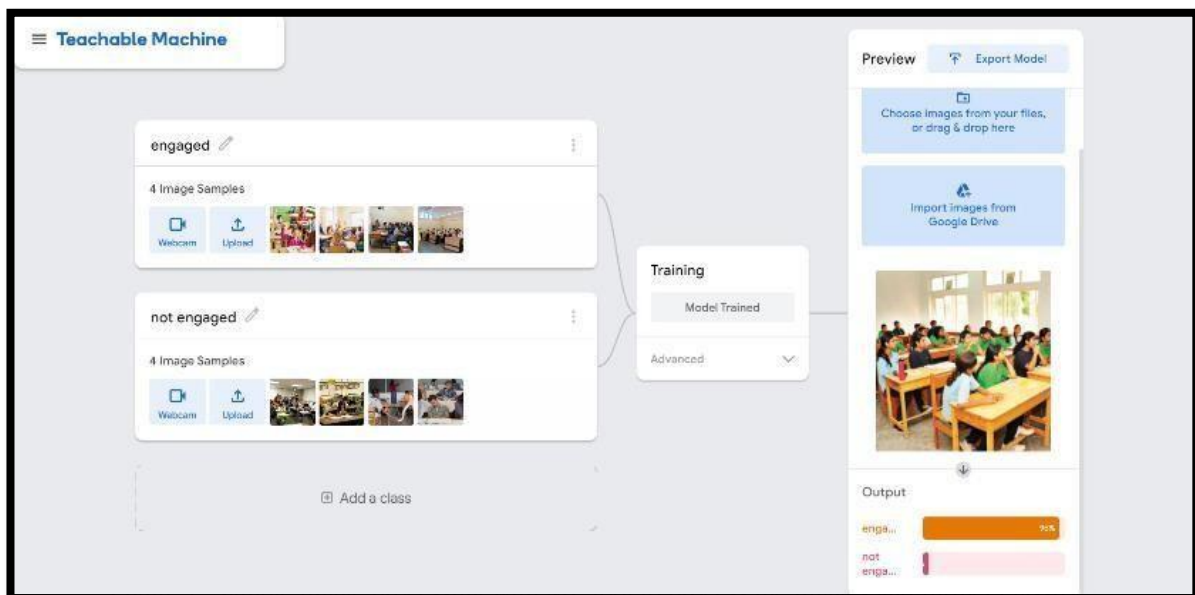 Teachable Machine
engaged
4 Image Samples
Webcam
Upload
not engaged
4 Image Samples
Webcam
Upload
Add a class
Training
Model Trained
Advanced
Preview
Export Model
Choose images from your files,
or drag & drop here
Import images from
Google Drive
Output
enga...
not
enga...